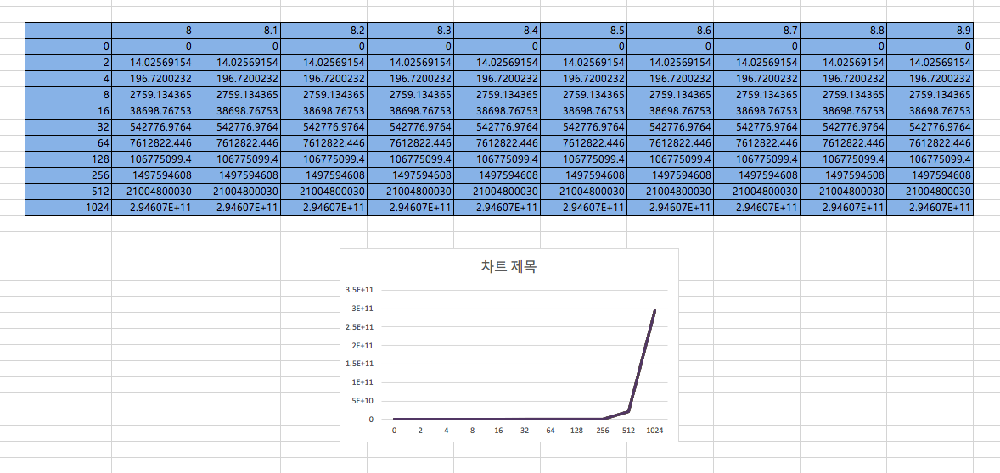 8 8.1 8.2 8.3 8.4 8.5 8.6 8.7 8.8 8.9
0 0 0 0 0 0 0 0 0 0 0
2 14.02569154 14.02569154 14.02569154 14.02569154 14.02569154 14.02569154 14.02569154 14.02569154 14.02569154 14.02569154
4 196.7200232 196.7200232 196.7200232 196.7200232 196.7200232 196.7200232 196.7200232 196.7200232 196.7200232 196.7200232
8 2759.134365 2759.134365 2759.134365 2759.134365 2759.134365 2759.134365 2759.134365 2759.134365 2759.134365 2759.134365
16 38698.76753 38698.76753 38698.76753 38698.76753 38698.76753 38698.76753 38698.76753 38698.76753 38698.76753 38698.76753
32 542776.9764 542776.9764 542776.9764 542776.9764 542776.9764 542776.9764 542776.9764 542776.9764 542776.9764 542776.9764
64 7612822.446 7612822.446 7612822.446 7612822.446 7612822.446 7612822.446 7612822.446 7612822.446 7612822.446 7612822.446
128 106775099.4 106775099.4 106775099.4 106775099.4 106775099.4 106775099.4 106775099.4 106775099.4 106775099.4 106775099.4
256 1497594608 1497594608 1497594608 1497594608 1497594608 1497594608 1497594608 1497594608 1497594608 1497594608
512 21004800030 21004800030 21004800030 21004800030 21004800030 21004800030 21004800030 21004800030 21004800030 21004800030
1024 2.94607E+11 2.94607E+11 2.94607E+11 2.94607E+11 2.94607E+11 2.94607E+11 2.94607E+11 2.94607E+11 2.94607E+11 2.94607E+11
차트 제목
3.5E+11
3E+11
2.5E+11
2E+11
1.5E+11
1E+11
5E+10
0
0 2 4 8 16 32 64 128 256 512 1024